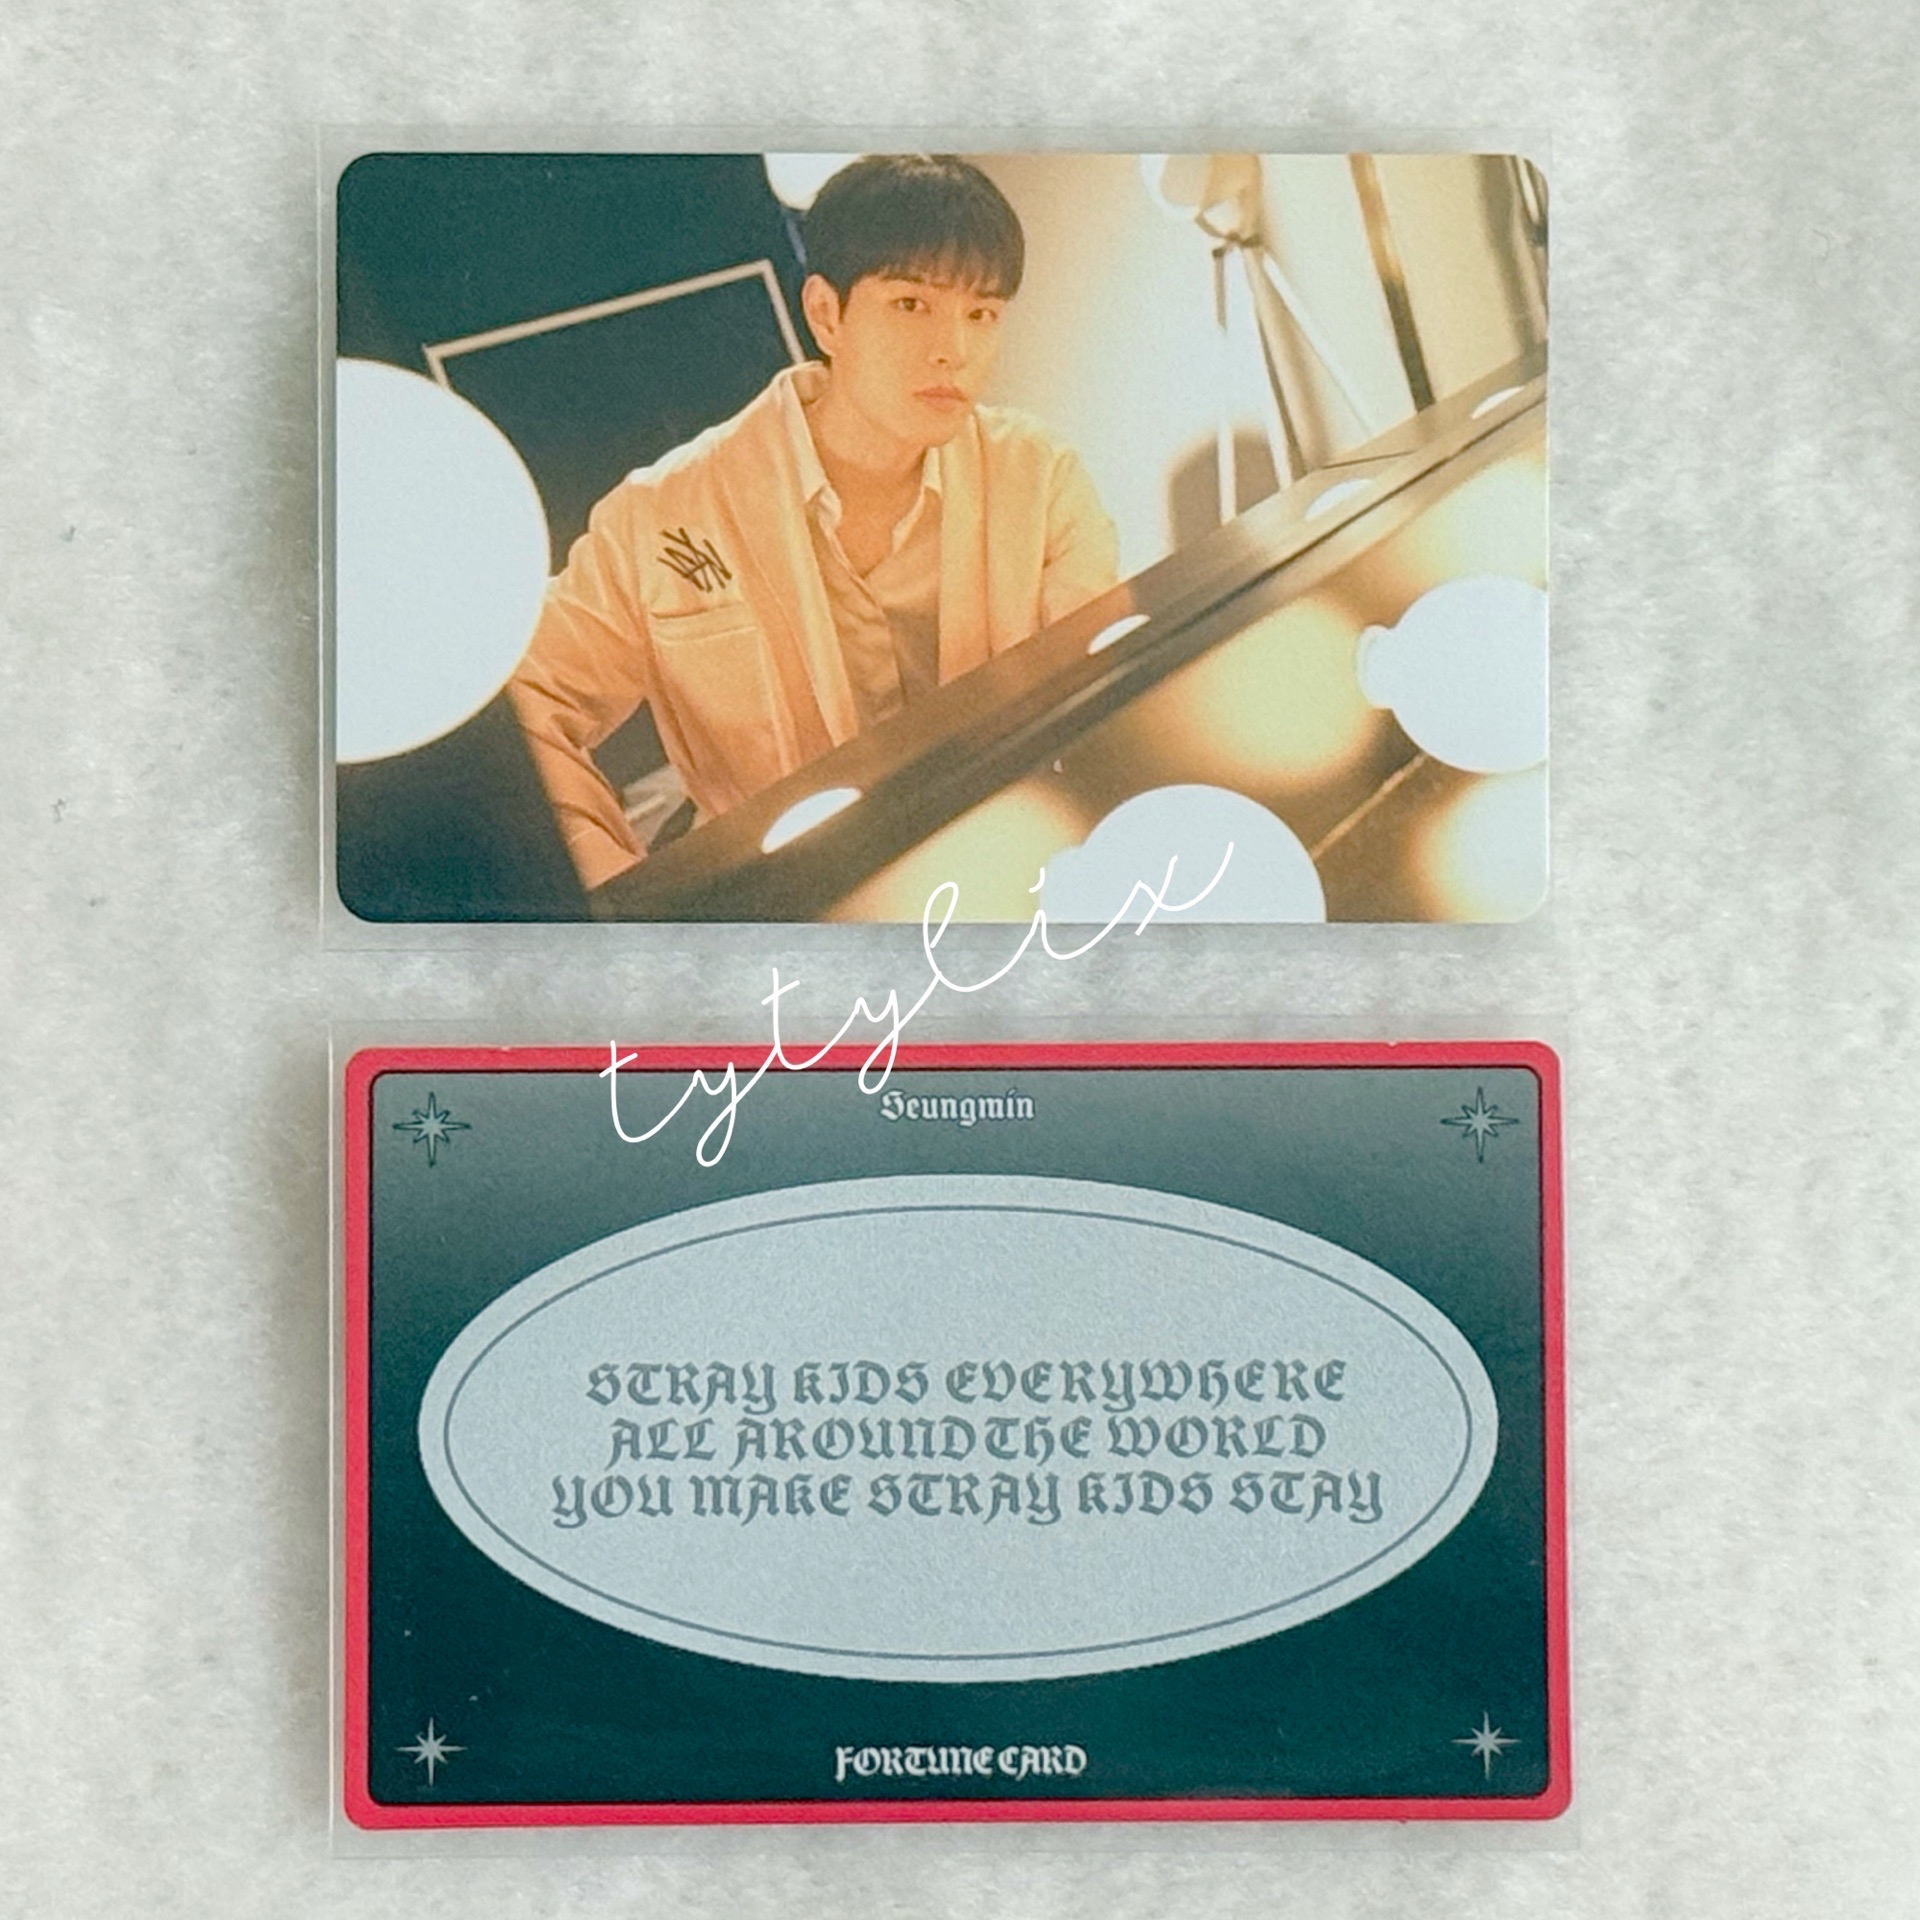 tytylix
Seungmin
STRAY KIDS EVERYWHERE
ALL AROUND THE WORLD
YOU MAKE STRAY KIDS STAY
FORTUNE CARD